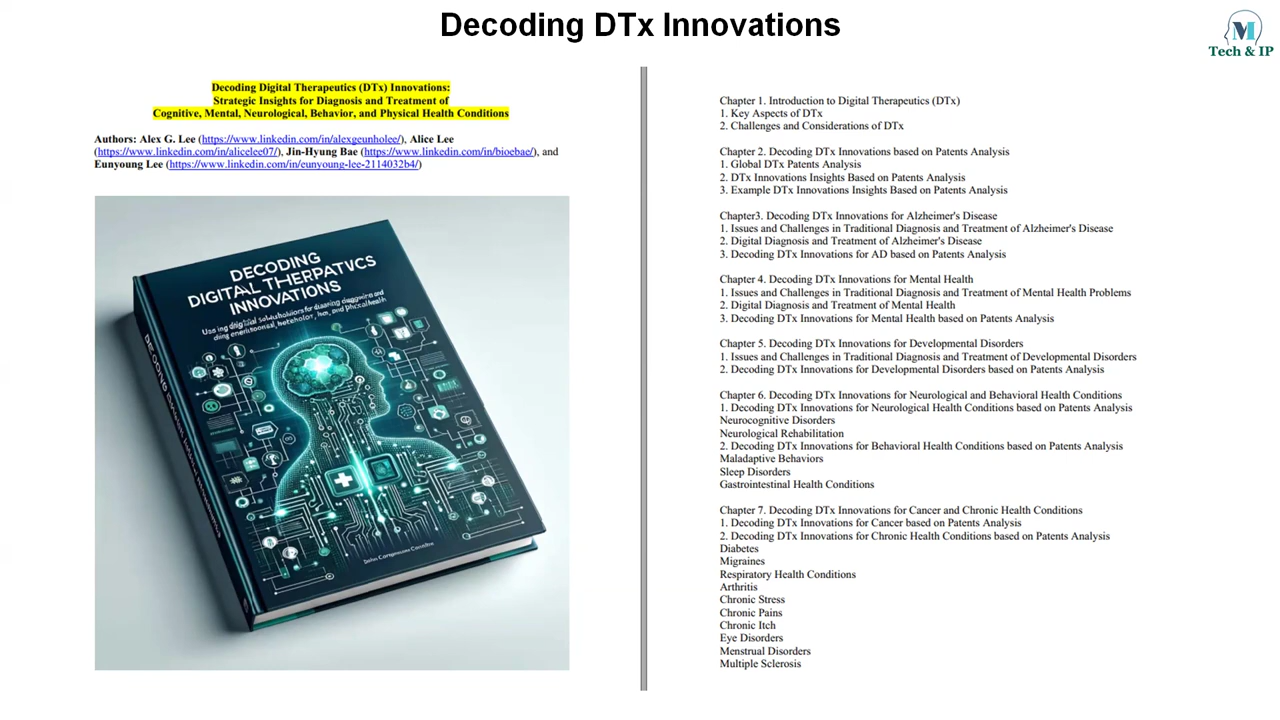 Decoding DTx Innovations
M
Tech & IP
Decoding Digital Therapeutics (DTx) Innovations:
Strategic Insights for Diagnosis and Treatment of
Cognitive, Mental, Neurological, Behavior, and Physical Health Conditions
Authors: Alex G. Lee (https://www.linkedin.com/in/alexgeunholee/), Alice Lee
(https://www.linkedin.com/in/alicelee07/), Jin-Hyung Bae (https://www.linkedin.com/in/bioebae/), and
Eunyoung Lee (https://www.linkedin.com/in/eunyoung-lee-2114032b4/)
DECODING
DIGITAL THERPATVCS
INNOVATIONS
Chapter 1. Introduction to Digital Therapeutics (DTx)
1. Key Aspects of DTx
2. Challenges and Considerations of DTx
Chapter 2. Decoding DTx Innovations based on Patents Analysis
1. Global DTx Patents Analysis
2. DTx Innovations Insights Based on Patents Analysis
3. Example DTx Innovations Insights Based on Patents Analysis
Chapter3. Decoding DTx Innovations for Alzheimer's Disease
1. Issues and Challenges in Traditional Diagnosis and Treatment of Alzheimer's Disease
2. Digital Diagnosis and Treatment of Alzheimer's Disease
3. Decoding DTx Innovations for AD based on Patents Analysis
Chapter 4. Decoding DTx Innovations for Mental Health
1. Issues and Challenges in Traditional Diagnosis and Treatment of Mental Health Problems
2. Digital Diagnosis and Treatment of Mental Health
3. Decoding DTx Innovations for Mental Health based on Patents Analysis
Chapter 5. Decoding DTx Innovations for Developmental Disorders
1. Issues and Challenges in Traditional Diagnosis and Treatment of Developmental Disorders
2. Decoding DTx Innovations for Developmental Disorders based on Patents Analysis
Chapter 6. Decoding DTx Innovations for Neurological and Behavioral Health Conditions
1. Decoding DTx Innovations for Neurological Health Conditions based on Patents Analysis
Neurocognitive Disorders
Neurological Rehabilitation
2. Decoding DTx Innovations for Behavioral Health Conditions based on Patents Analysis
Maladaptive Behaviors
Sleep Disorders
Gastrointestinal Health Conditions
Chapter 7. Decoding DTx Innovations for Cancer and Chronic Health Conditions
1. Decoding DTx Innovations for Cancer based on Patents Analysis
2. Decoding DTx Innovations for Chronic Health Conditions based on Patents Analysis
Diabetes
Migraines
Respiratory Health Conditions
Arthritis
Chronic Stress
Chronic Pains
Chronic Itch
Eye Disorders
Menstrual Disorders
Multiple Sclerosis